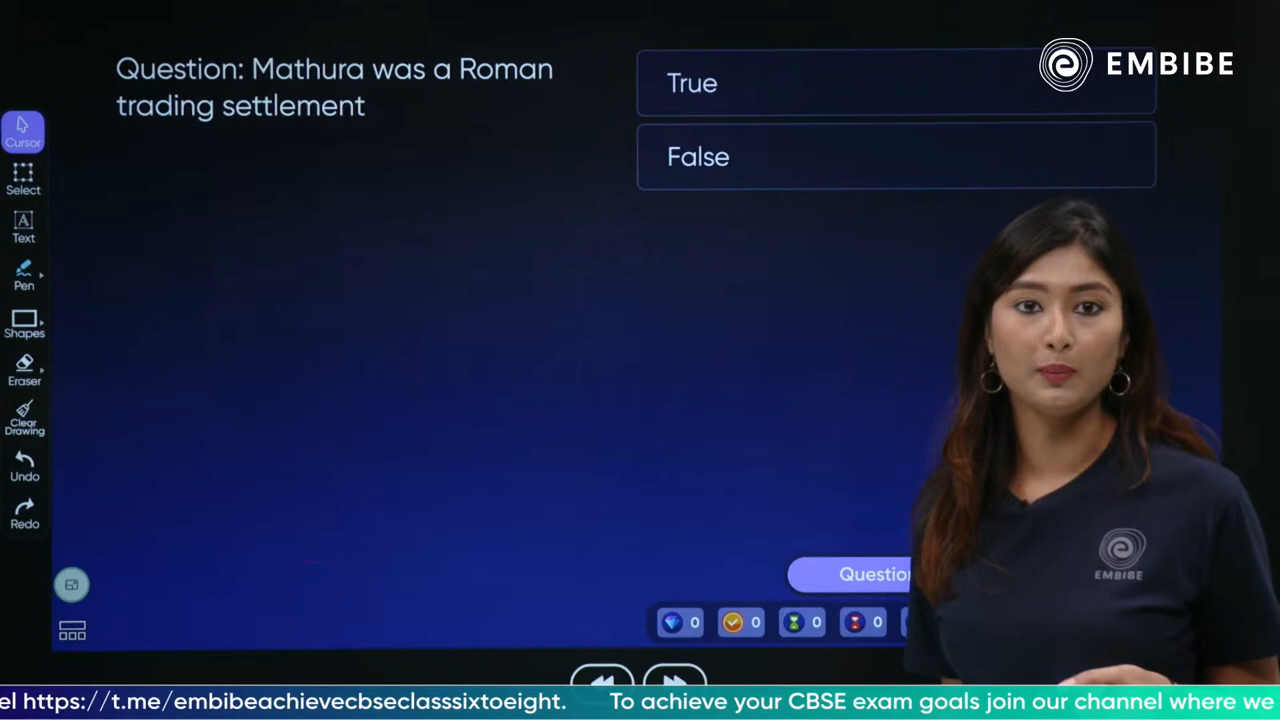 Question: Mathura was a Roman
trading settlement
True
False
EMBIBE
Cursor
Select
Text
Pen
Shapes
Eraser
Clear
Drawing
Undo
Redo
Question
0 0 0 0
EMBIBE
el https://t.me/embibeachievecbseclasssixtoeight. To achieve your CBSE exam goals join our channel where we